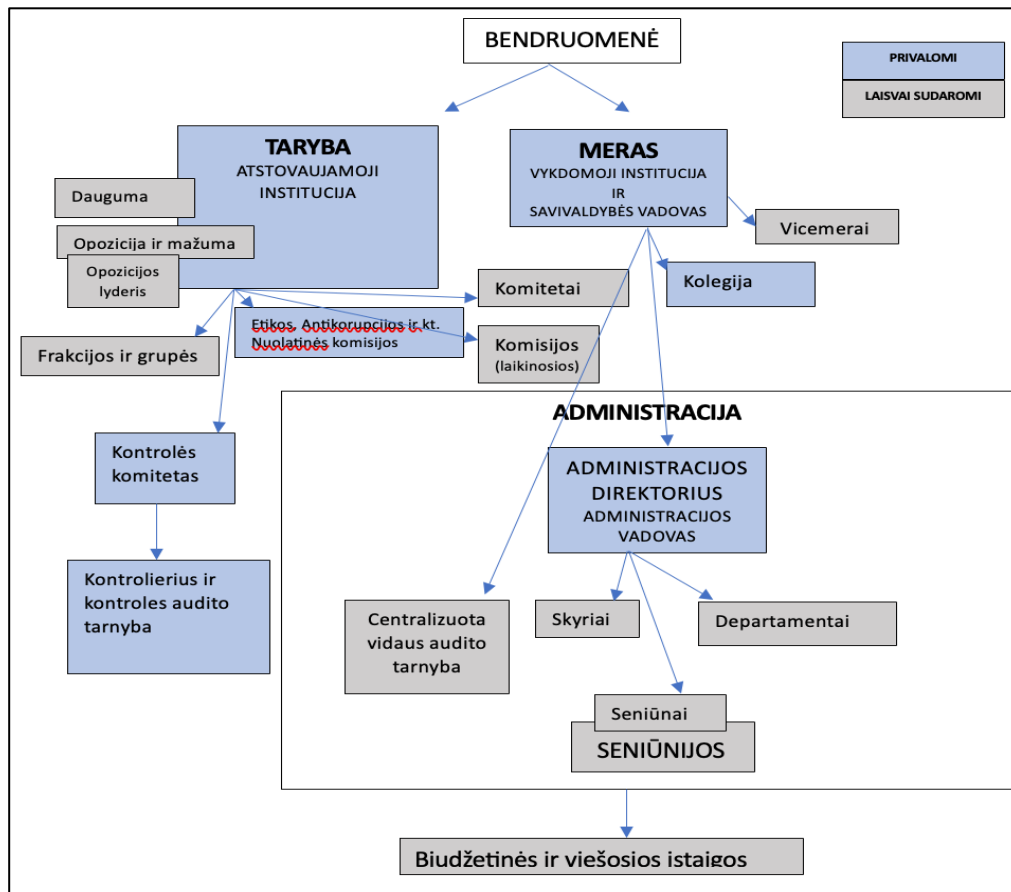 BENDRUOMENĖ
PRIVALOMI
LAISVAI SUDAROMI
TARYBA
ATSTOVAUJAMOJI
INSTITUCIJA
Dauguma
Opozicija ir mažuma
Opozicijos
lyderis
MERAS
VYKDOMOJI INSTITUCIJA
IR
SAVIVALDYBĖS VADOVAS
Vicemerai
Kolegija
Komitetai
Etikos, Antikorupcijos ir kt.
Nuolatinės komisijos
Komisijos
(laikinosios)
Frakcijos ir grupės
Kontrolės
komitetas
Kontrolierius ir
kontroles audito
tarnyba
ADMINISTRACIJA
ADMINISTRACIJOS
DIREKTORIUS
ADMINISTRACIJOS
VADOVAS
Centralizuota
vidaus audito
tarnyba
Skyriai
Departamentai
Seniūnai
SENIŪNIJOS
Biudžetinės ir viešosios istaigos